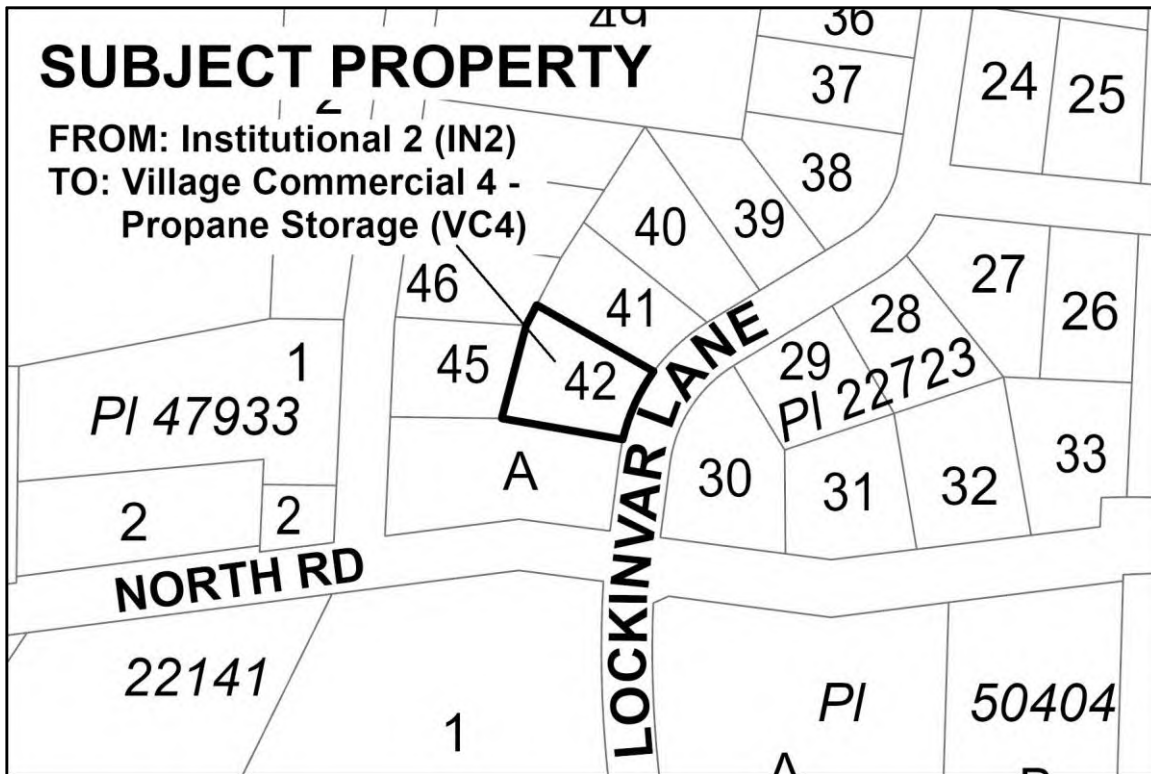 49
36
SUBJECT PROPERTY
24
25
37
2
FROM: Institutional 2 (IN2)
TO: Village Commercial 4 -
Propane Storage (VC4)
38
40
39
27
46
41
28
26
45
42
29
1
Pl 22723
Pl 47933
LOCKINVAR LANE
A
30
31
32
33
2
2
NORTH RD
22141
Pl
50404
1
A